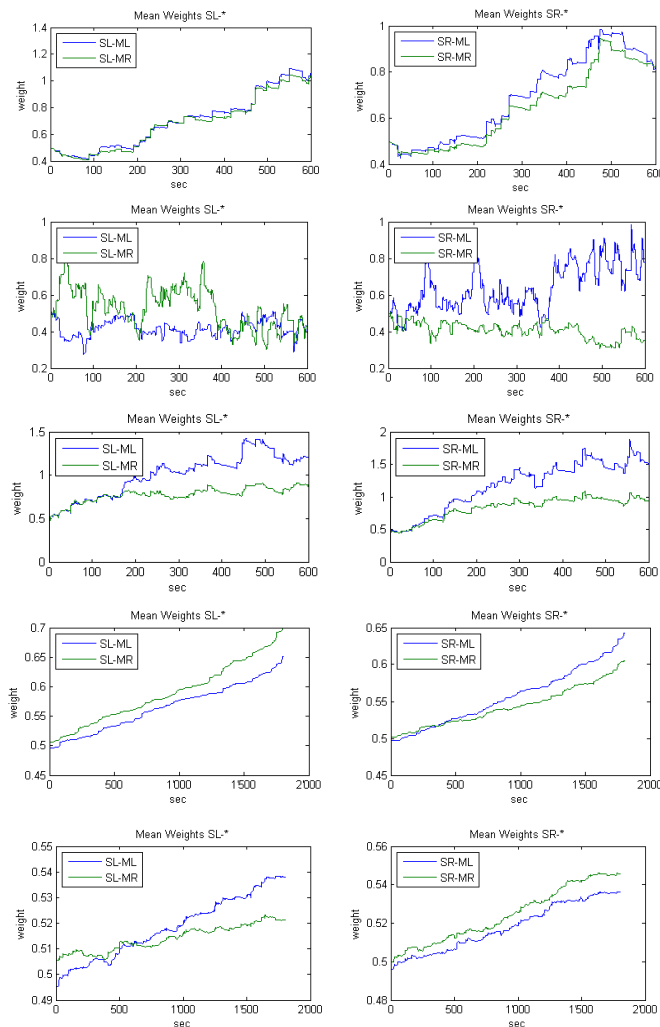 Mean Weights SL-*
1.4
1.2
1.0
0.8
0.6
0.4
weight
SL-ML
SL-MR
0 100 200 300 400 500 600
sec
Mean Weights SR-*
1
0.8
0.6
0.4
weight
SR-ML
SR-MR
0 100 200 300 400 500 600
sec
Mean Weights SL-*
1
0.8
0.6
0.4
0.2
weight
SL-ML
SL-MR
0 100 200 300 400 500 600
sec
Mean Weights SR-*
1
0.8
0.6
0.4
0.2
weight
SR-ML
SR-MR
0 100 200 300 400 500 600
sec
Mean Weights SL-*
1.5
1
0.5
0
weight
SL-ML
SL-MR
0 100 200 300 400 500 600
sec
Mean Weights SR-*
2
1.5
1
0.5
0
weight
SR-ML
SR-MR
0 100 200 300 400 500 600
sec
Mean Weights SL-*
0.7
0.65
0.6
0.55
0.5
0.45
weight
SL-ML
SL-MR
0 500 1000 1500 2000
sec
Mean Weights SR-*
0.65
0.6
0.55
0.5
0.45
weight
SR-ML
SR-MR
0 500 1000 1500 2000
sec
Mean Weights SL-*
0.55
0.54
0.53
0.52
0.51
0.5
0.49
weight
SL-ML
SL-MR
0 500 1000 1500 2000
sec
Mean Weights SR-*
0.56
0.54
0.52
0.5
0.48
weight
SR-ML
SR-MR
0 500 1000 1500 2000
sec